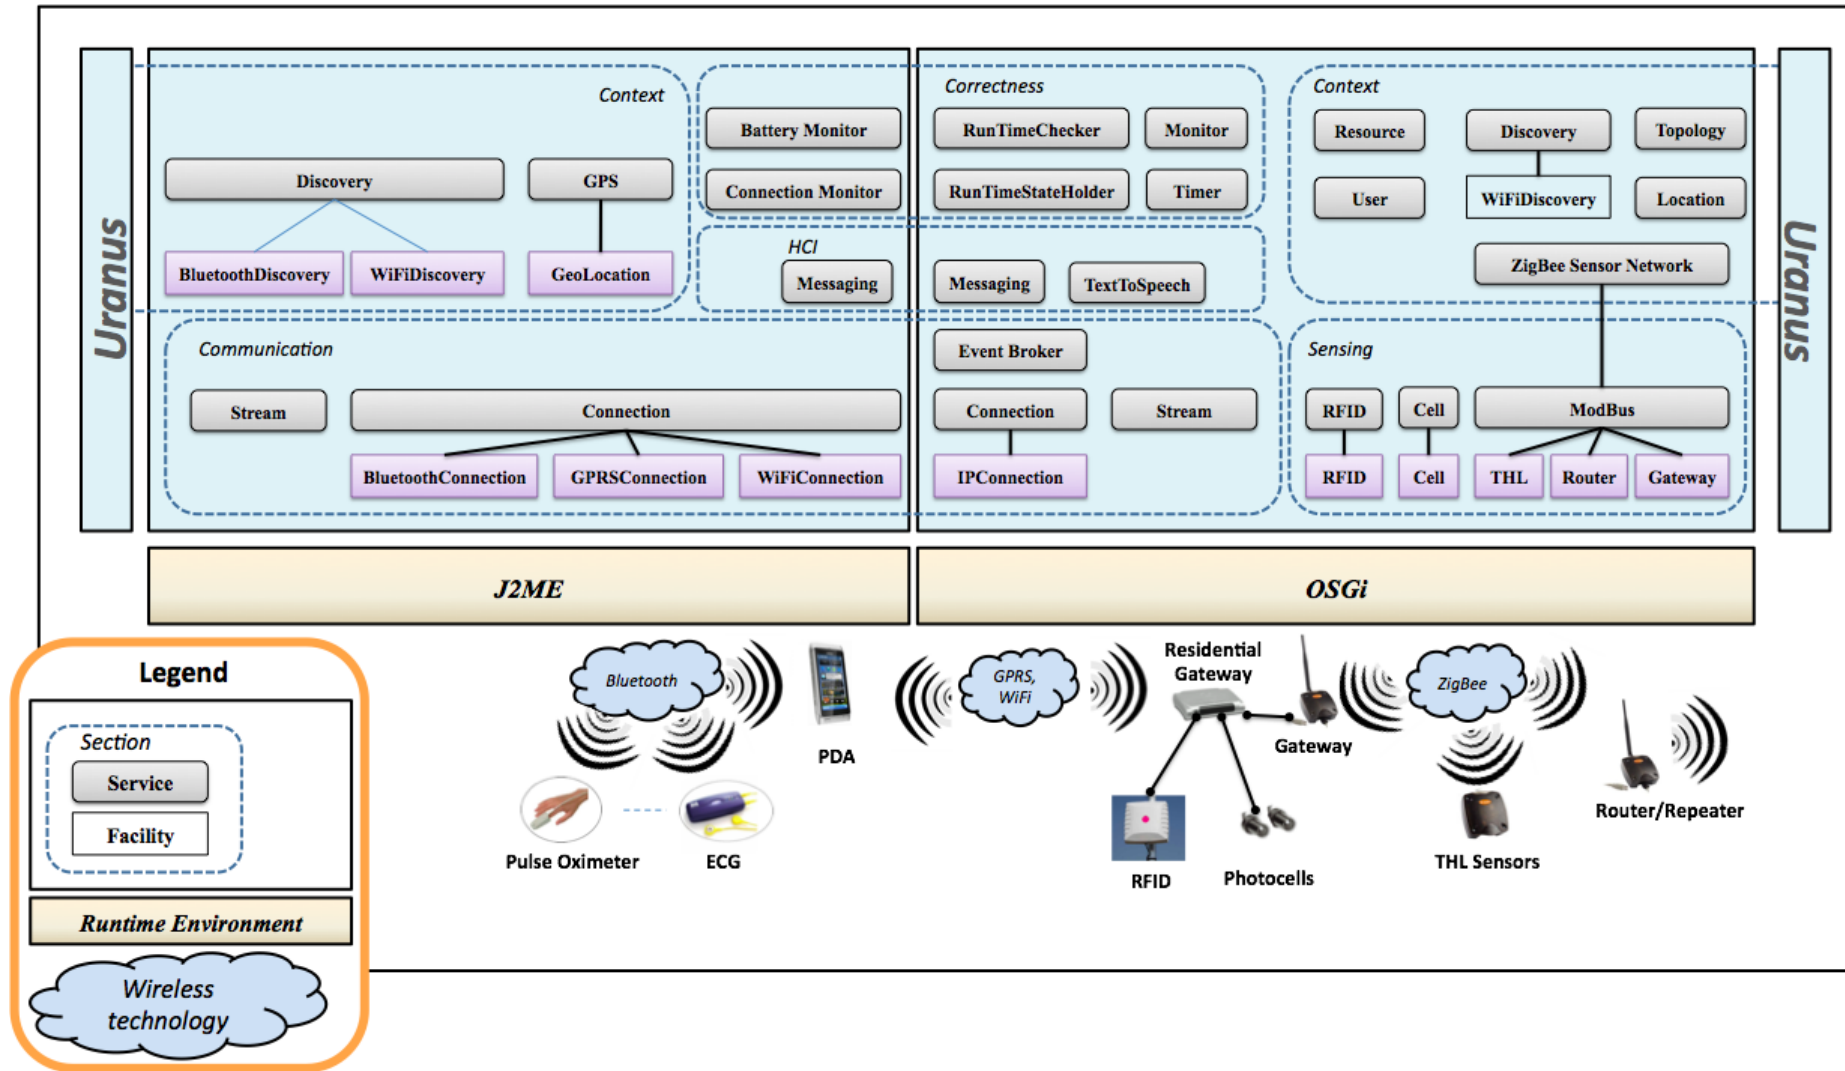 Uranus
Context
Discovery
GPS
BluetoothDiscovery
WiFiDiscovery
GeoLocation
Battery Monitor
Connection Monitor
Correctness
RunTimeChecker
Monitor
RunTimeStateHolder
Timer
HCI
Messaging
Messaging
TextToSpeech
Context
Resource
Discovery
Topology
User
WiFiDiscovery
Location
ZigBee Sensor Network
Uranus
Communication
Stream
Connection
BluetoothConnection
GPRSConnection
WiFiConnection
Event Broker
Connection
Stream
IPConnection
Sensing
RFID
Cell
ModBus
RFID
Cell
THL
Router
Gateway
J2ME
OSGi
Bluetooth
PDA
GPRS,
WiFi
Residential
Gateway
Gateway
ZigBee
Router/Repeater
Pulse Oximeter
ECG
RFID
Photocells
THL Sensors
Legend
Section
Service
Facility
Runtime Environment
Wireless
technology